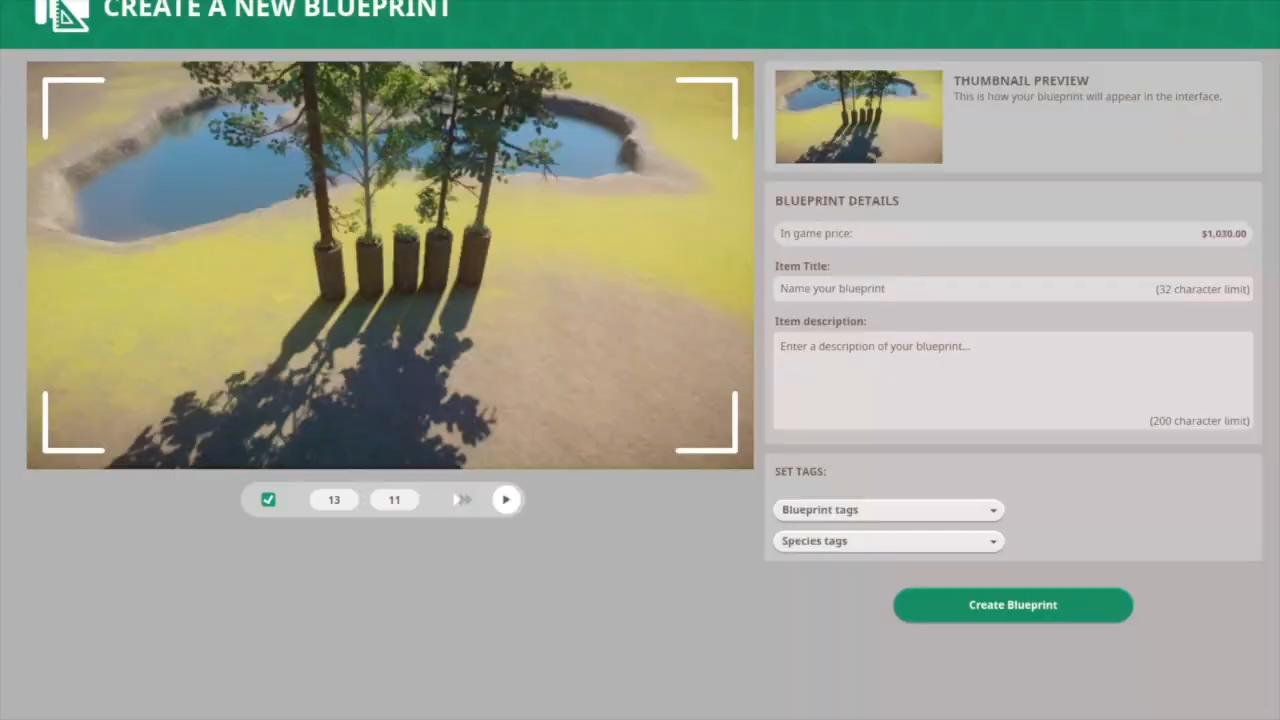 CREATE A NEW BLUEPRINT
THUMBNAIL PREVIEW
This is how your blueprint will appear in the interface.
BLUEPRINT DETAILS
In game price: $1,030.00
Item Title:
Name your blueprint (32 character limit)
Item description:
Enter a description of your blueprint...
(200 character limit)
SET TAGS:
13 11
Blueprint tags
Species tags
Create Blueprint